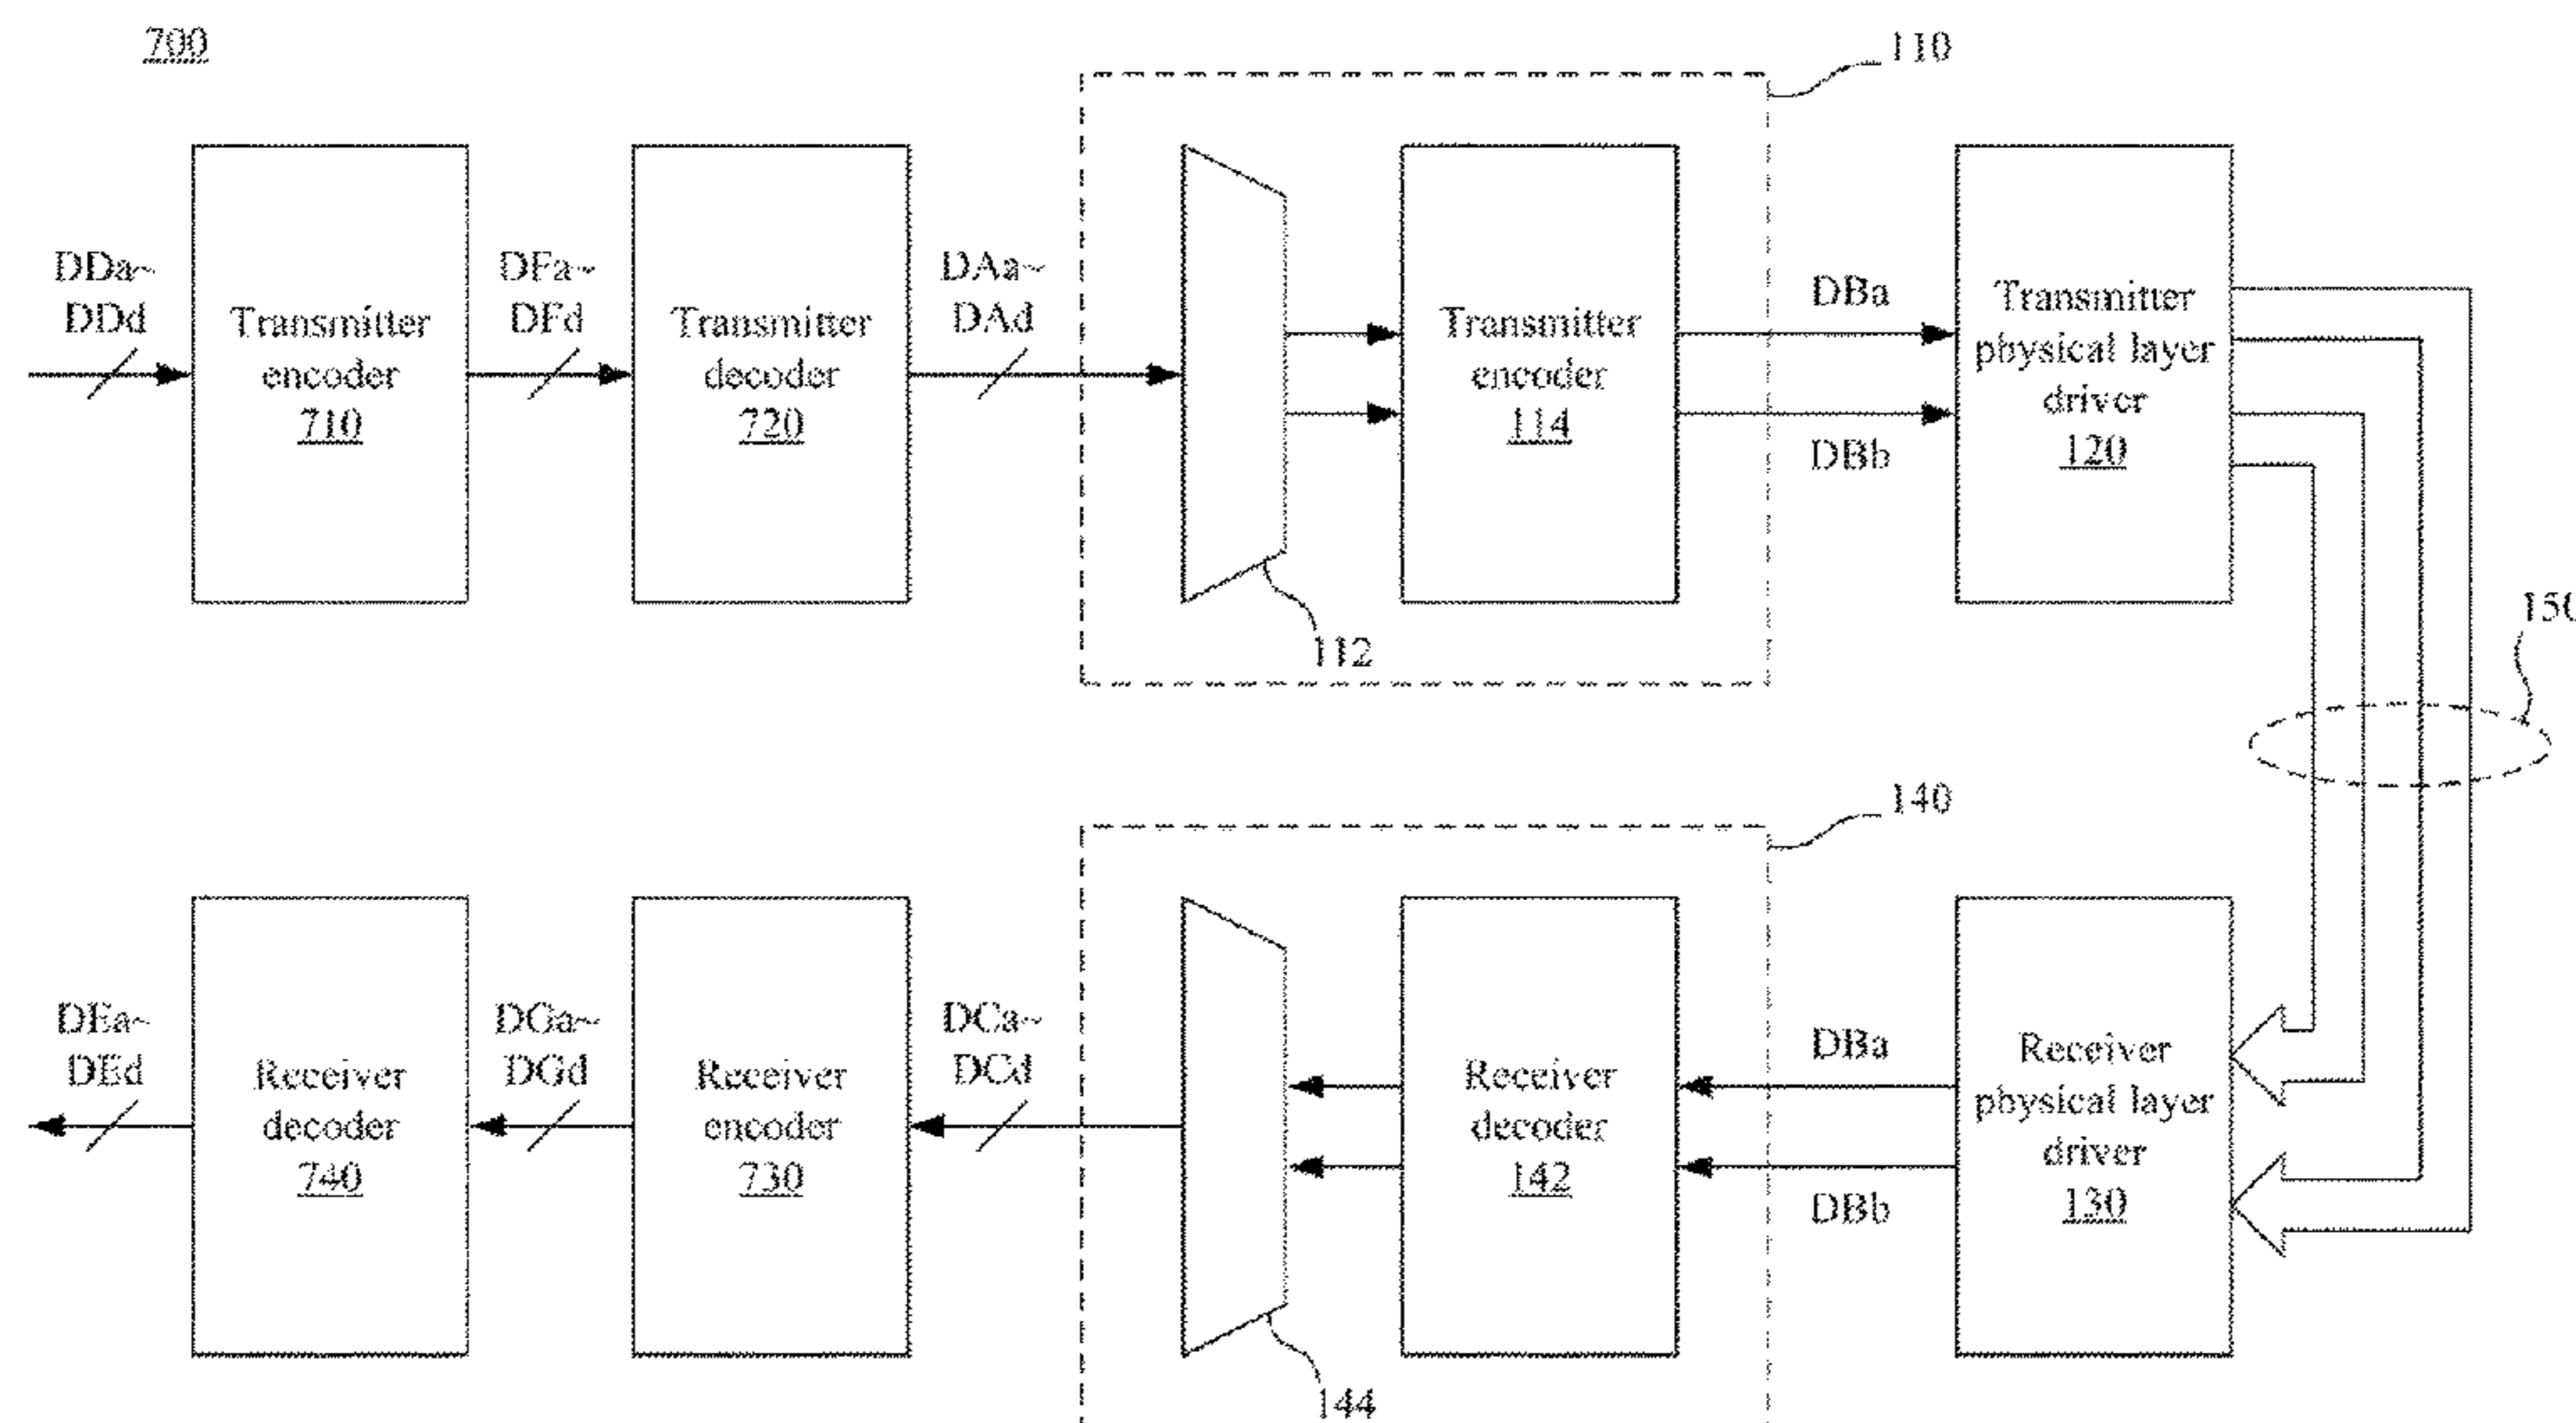 700
110
DDa~
DDd
Transmitter
encoder
710
DFa~
DFd
Transmitter
decoder
720
DAa~
DAd
112
Transmitter
encoder
114
DBa
DBb
Transmitter
physical layer
driver
120
150
140
DEa~
DEd
Receiver
decoder
740
DGa~
DGd
Receiver
encoder
730
DCa~
DCd
144
Receiver
decoder
142
DBa
DBb
Receiver
physical layer
driver
130